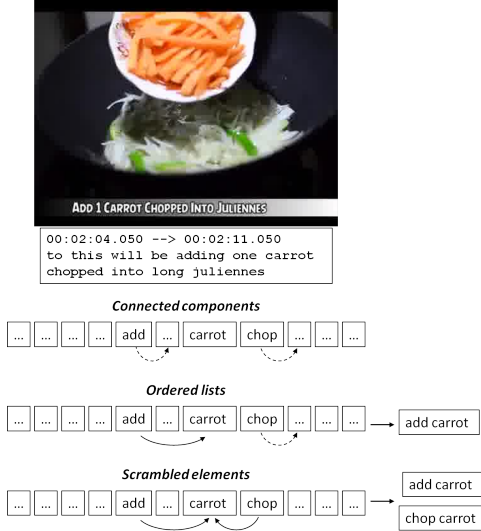 ADD 1 CARROT CHOPPED INTO JULIENNES
00:02:04.050 --> 00:02:11.050
to this will be adding one carrot
chopped into long juliennes
Connected components
... ... ... ... add ... carrot chop ... ... ...
Ordered lists
... ... ... ... add ... carrot chop ... ... ... add carrot
Scrambled elements
add carrot
... ... ... ... add ... carrot chop ... ... ...
chop carrot